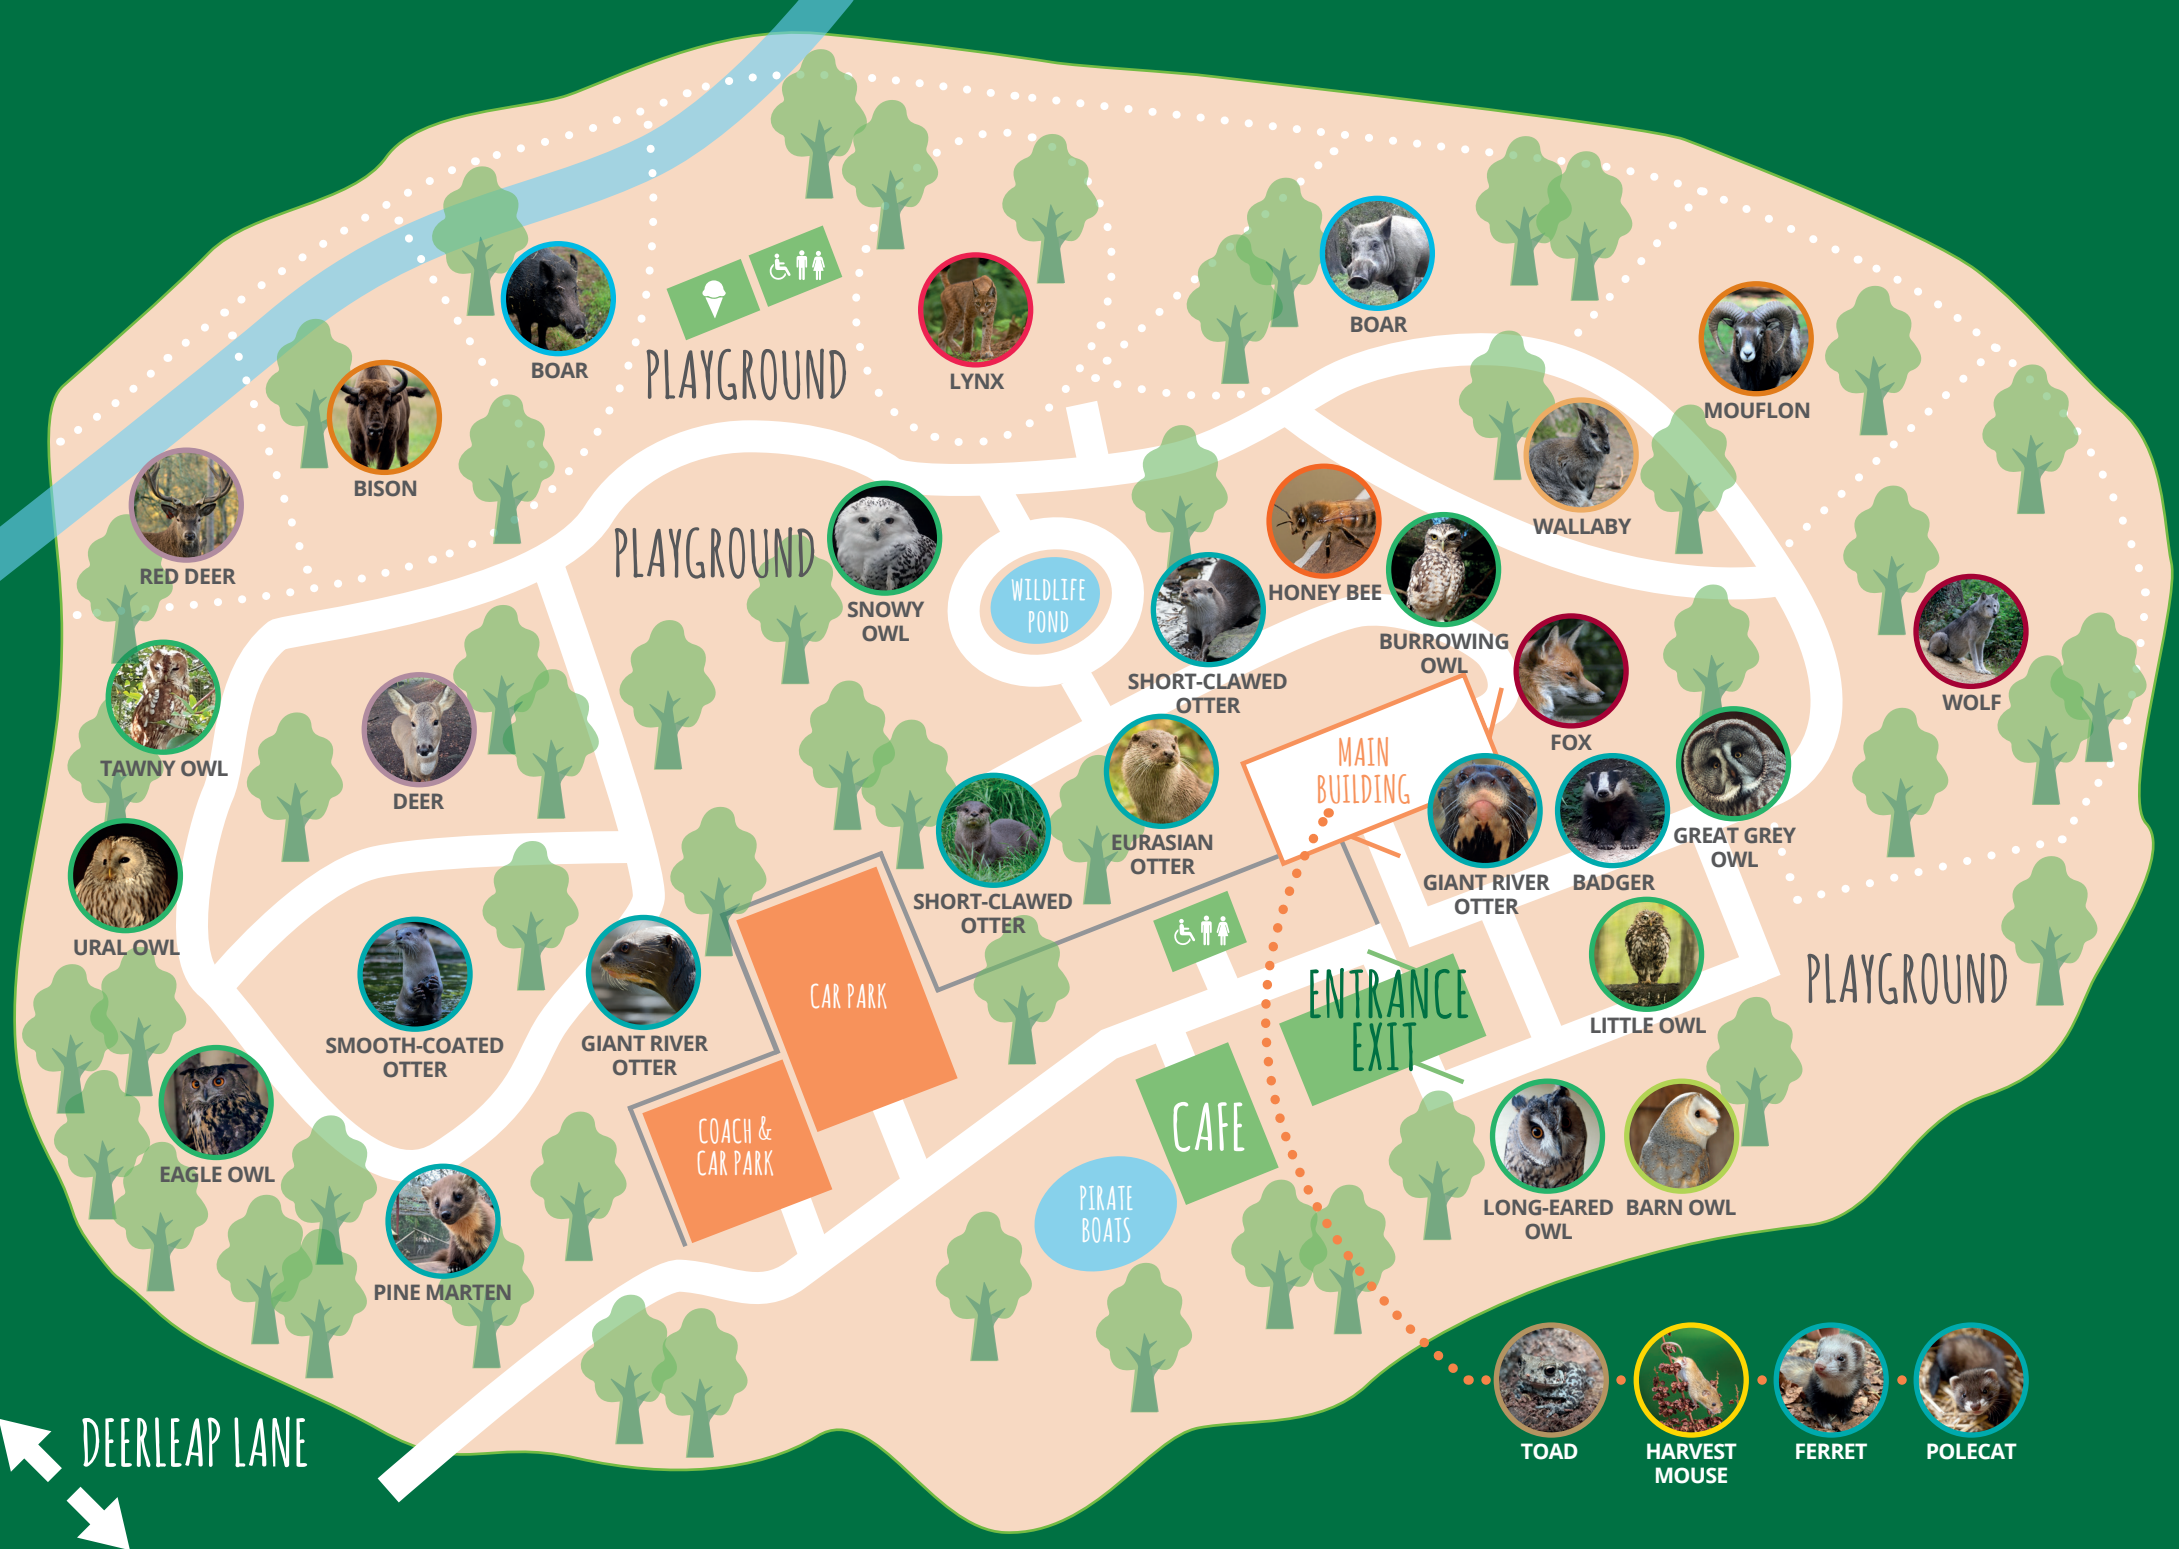 BOAR
BOAR
PLAYGROUND
LYNX
MOUFLON
BISON
WALLABY
RED DEER
PLAYGROUND
SNOWY
OWL
WILDLIFE
POND
HONEY BEE
BURROWING
OWL
SHORT-CLAWED
OTTER
WOLF
FOX
TAWNY OWL
DEER
MAIN
BUILDING
EURASIAN
OTTER
GREAT GREY
OWL
GIANT RIVER
OTTER
BADGER
SHORT-CLAWED
OTTER
URAL OWL
CAR PARK
ENTRANCE
EXIT
PLAYGROUND
LITTLE OWL
SMOOTH-COATED
OTTER
GIANT RIVER
OTTER
COACH &
CAR PARK
CAFE
EAGLE OWL
PIRATE
BOATS
LONG-EARED
OWL
BARN OWL
PINE MARTEN
DEERLEAP LANE
TOAD
HARVEST
MOUSE
FERRET
POLECAT